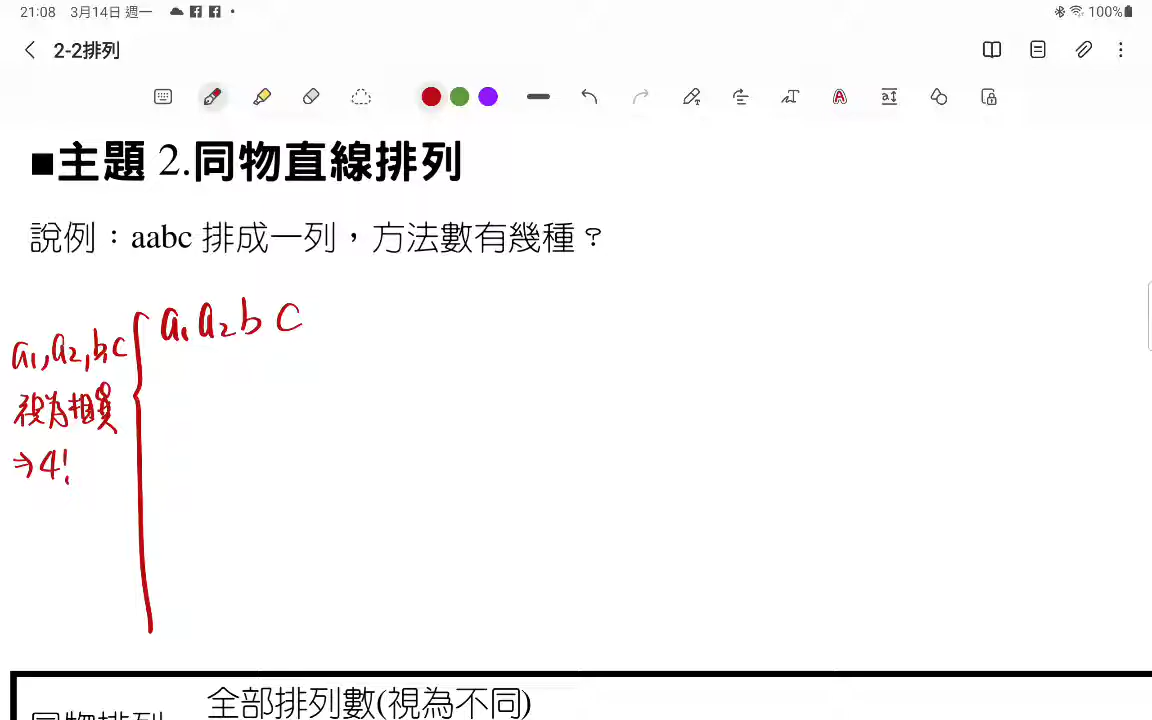 21:08 3月14日 週一 100%
2-2排列
■主題 2.同物直線排列
說例：aabc 排成一列，方法數有幾種？
a₁ a₂ b c
a₁,a₂,b,c
視為相異
⇒4!
全部排列數(視為不同)
同物排列